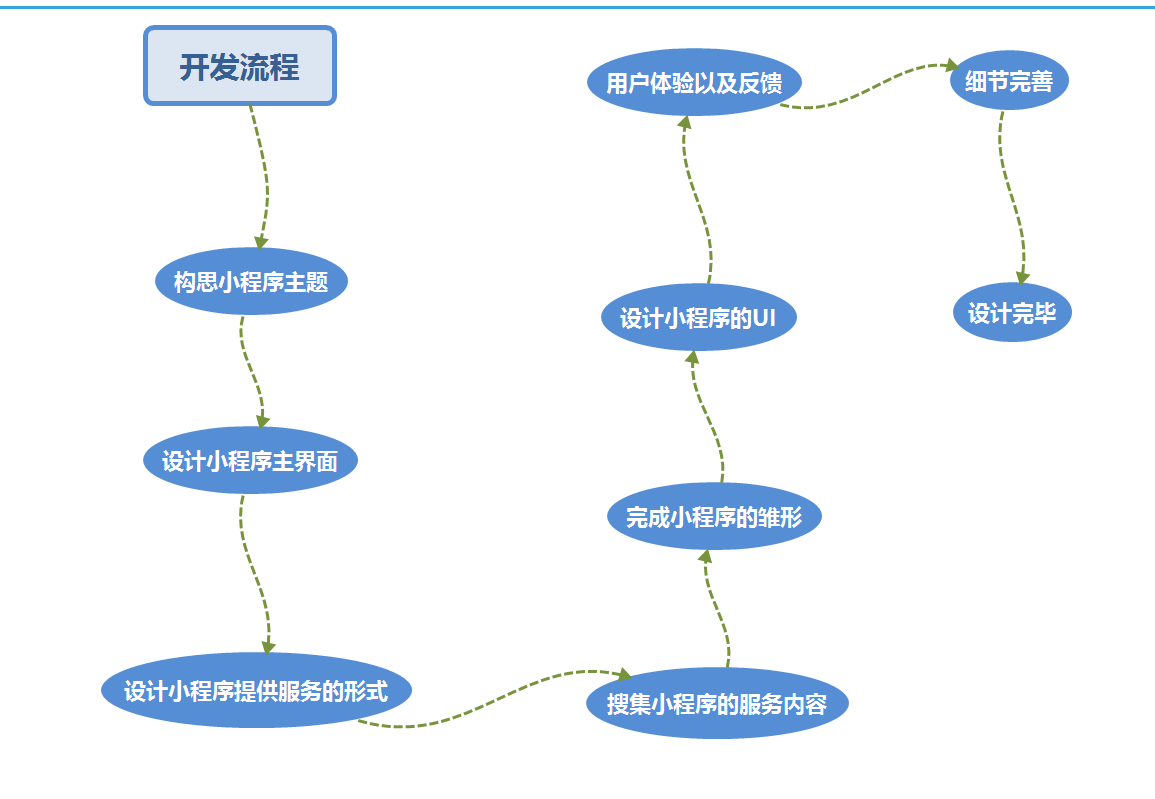 开发流程
构思小程序主题
设计小程序主界面
设计小程序提供服务的形式
搜集小程序的服务内容
完成小程序的雏形
设计小程序的UI
用户体验以及反馈
细节完善
设计完毕